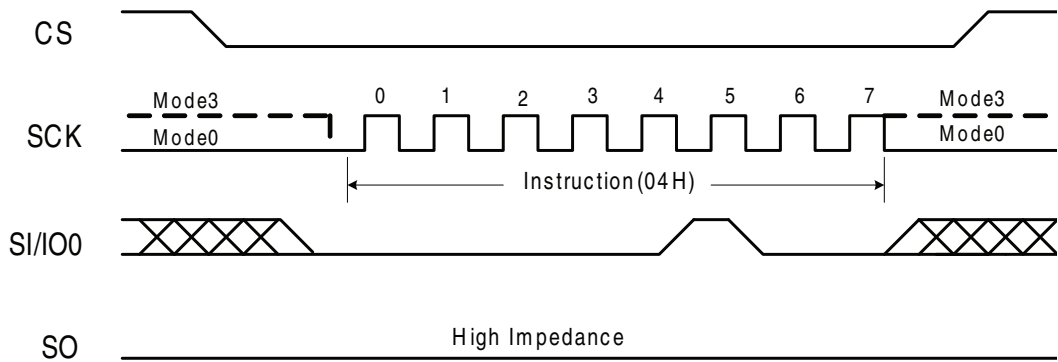 CS
0 1 2 3 4 5 6 7
Mode3 Mode3
SCK
Mode0 Mode0
Instruction(04H)
SI/IO0
High Impedance
SO